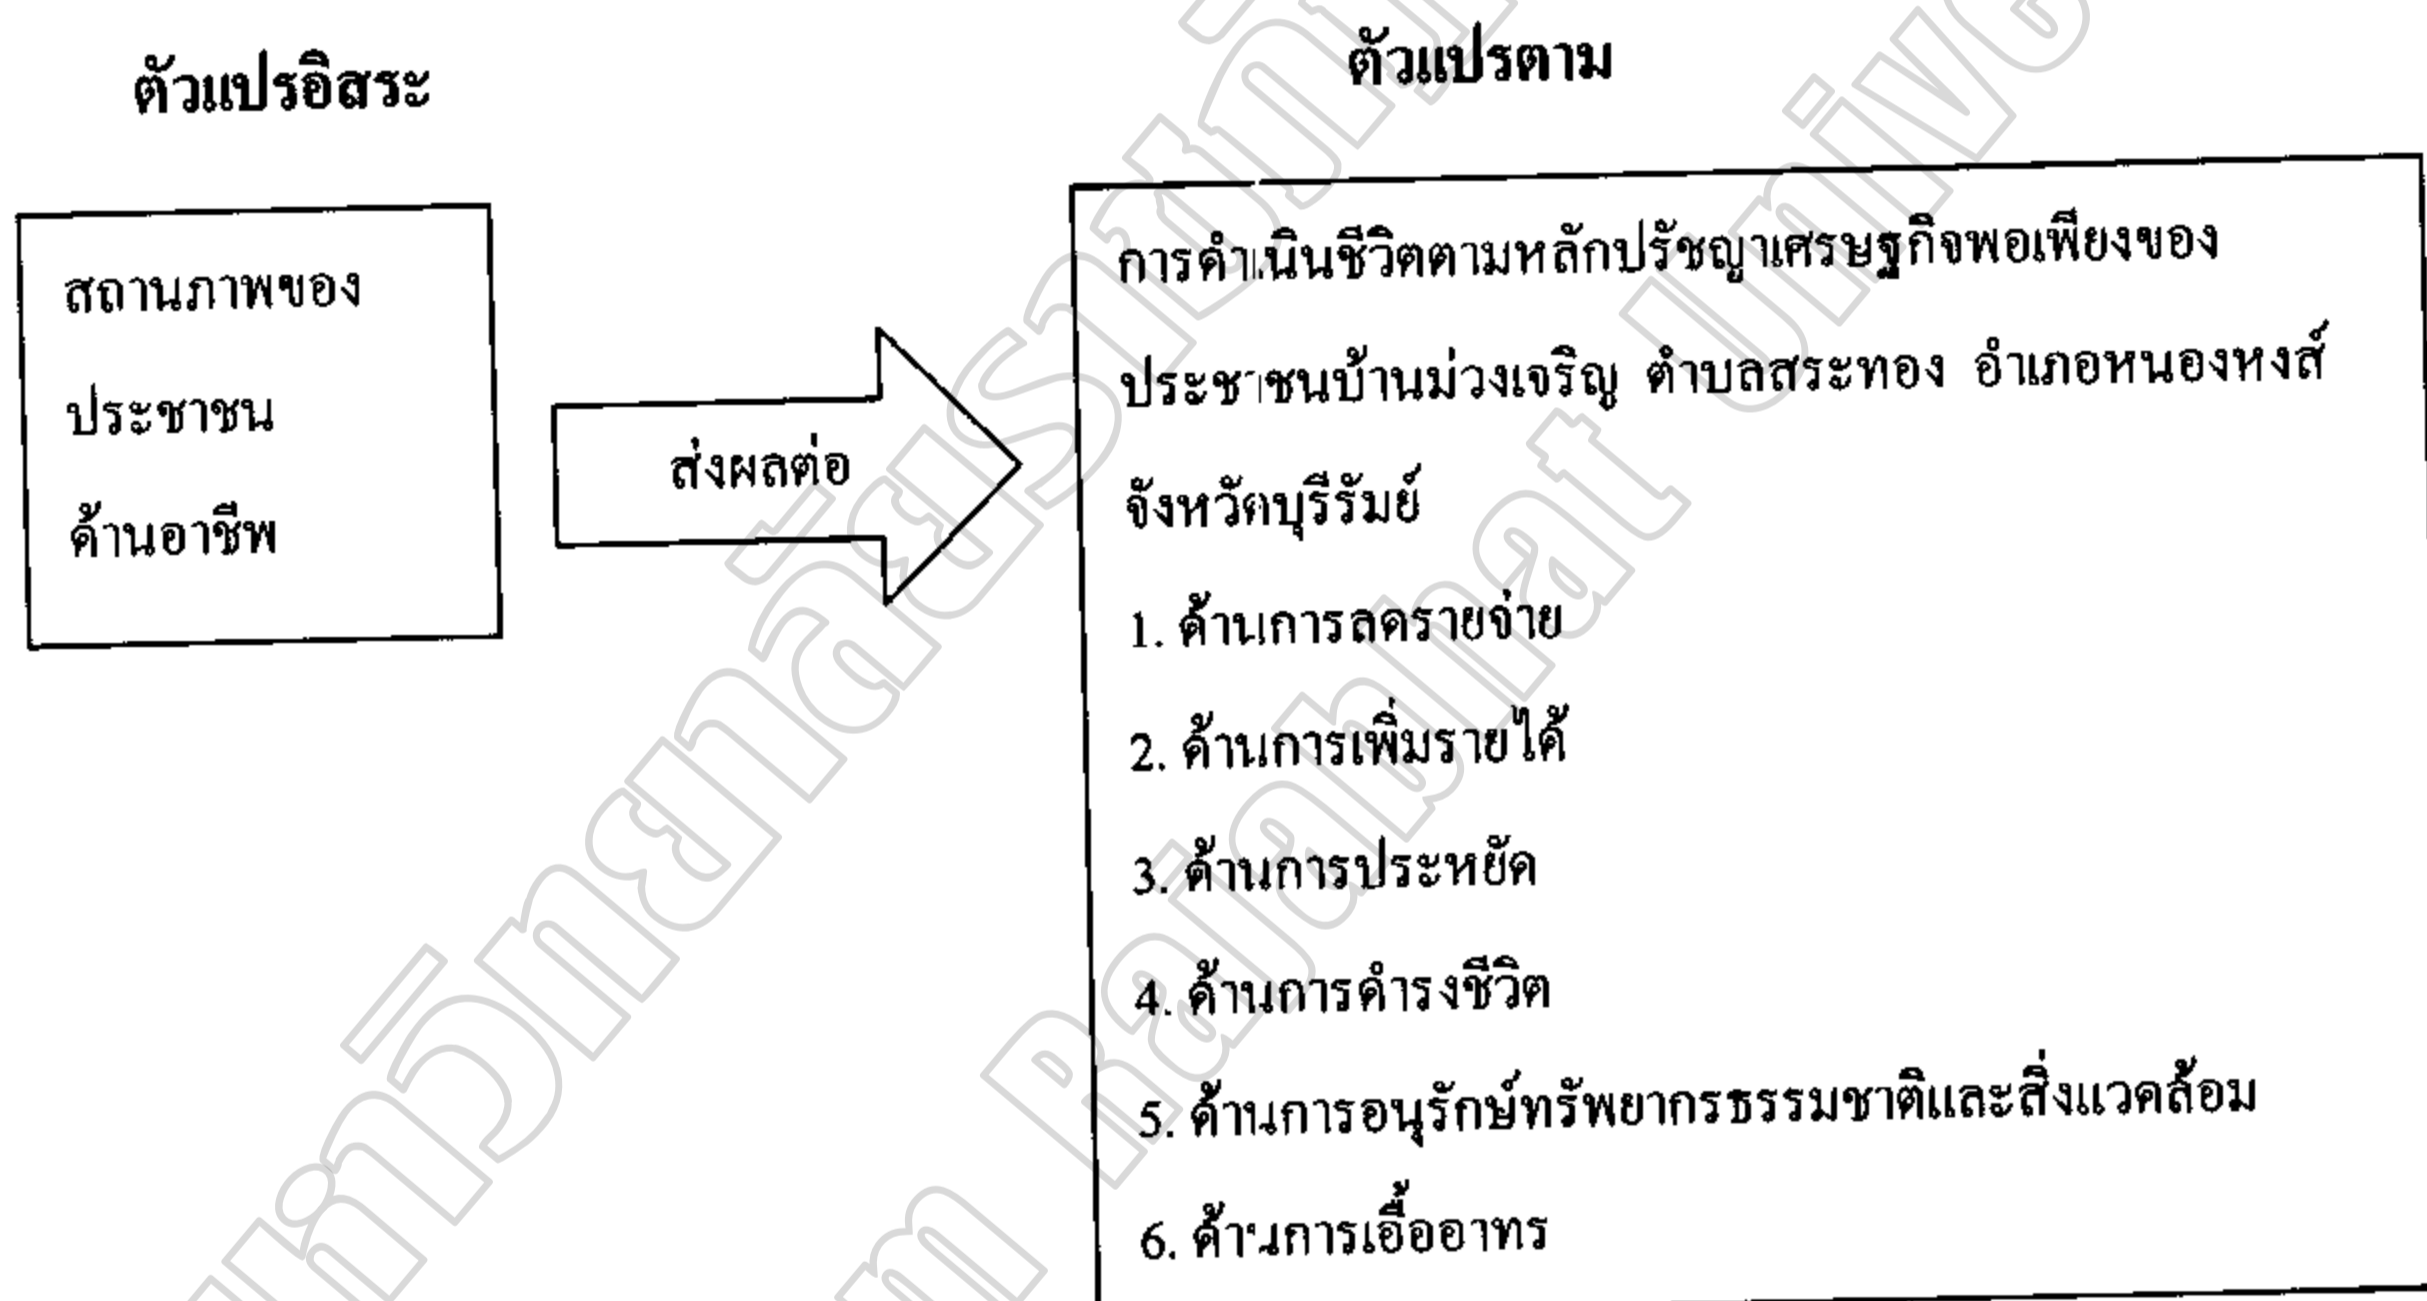 ตัวแปรอิสระ
ตัวแปรตาม
สถานภาพของ
ประชาชน
ด้านอาชีพ
ส่งผลต่อ
การดำเนินชีวิตตามหลักปรัชญาเศรษฐกิจพอเพียงของ
ประชาชนบ้านม่วงเจริญ ตำบลสระทอง อำเภอหนองหงส์
จังหวัดบุรีรัมย์
1. ด้านการลดรายจ่าย
2. ด้านการเพิ่มรายได้
3. ด้านการประหยัด
4. ด้านการดำรงชีวิต
5. ด้านการอนุรักษ์ทรัพยากรธรรมชาติและสิ่งแวดล้อม
6. ด้านการเอื้ออาทร
Rajabhat